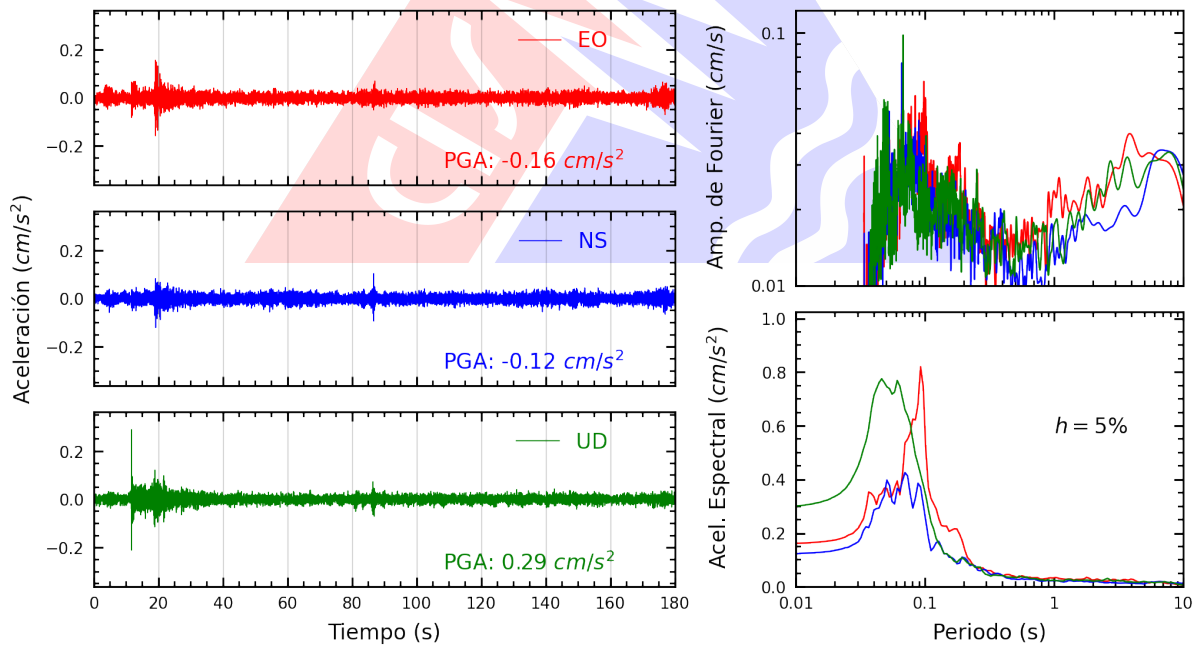 Aceleración (cm/s²)
0.2
0.0
−0.2
EO
PGA: -0.16 cm/s²
0.2
0.0
−0.2
NS
PGA: -0.12 cm/s²
0.2
0.0
−0.2
UD
PGA: 0.29 cm/s²
0 20 40 60 80 100 120 140 160 180
Tiempo (s)
Amp. de Fourier (cm/s)
0.1
0.01
Acel. Espectral (cm/s²)
1.0
0.8
0.6
0.4
0.2
0.0
h = 5%
0.01 0.1 1 10
Periodo (s)